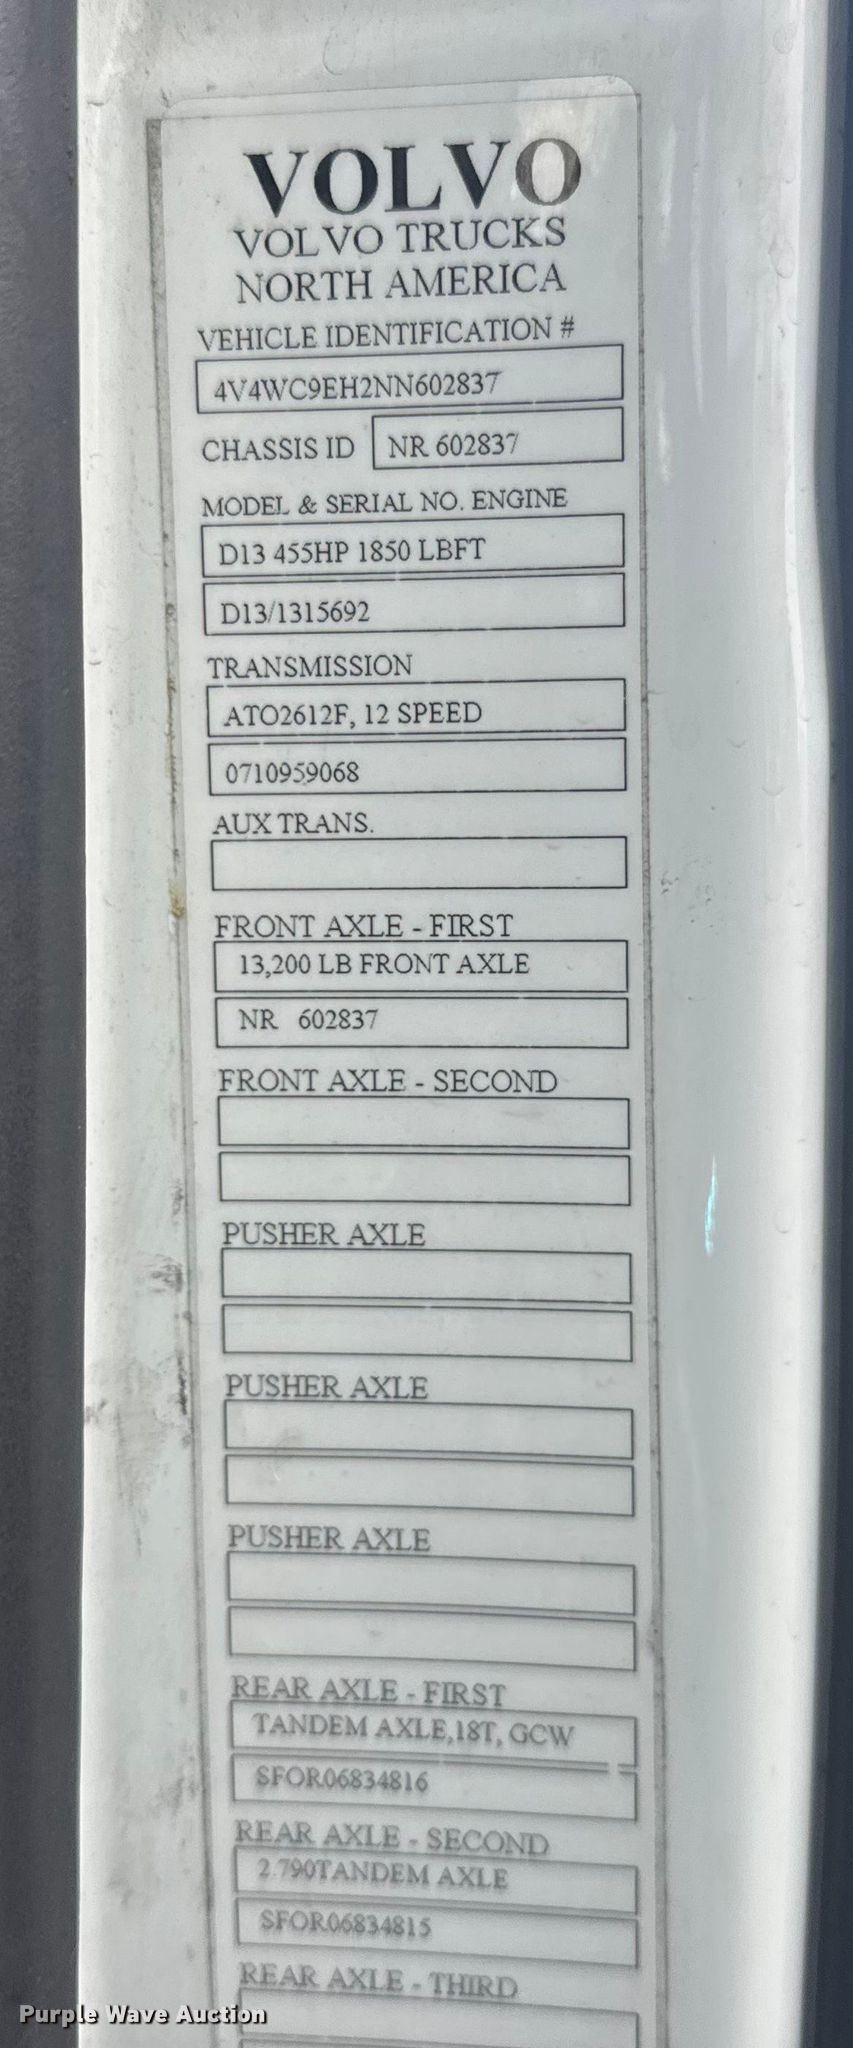 VOLVO
VOLVO TRUCKS
NORTH AMERICA
VEHICLE IDENTIFICATION #
4V4WC9EH2NN602837
CHASSIS ID NR 602837
MODEL & SERIAL NO. ENGINE
D13 455HP 1850 LBFT
D13/1315692
TRANSMISSION
ATO2612F, 12 SPEED
0710959068
AUX TRANS.
FRONT AXLE - FIRST
13,200 LB FRONT AXLE
NR 602837
FRONT AXLE - SECOND
PUSHER AXLE
PUSHER AXLE
PUSHER AXLE
REAR AXLE - FIRST
TANDEM AXLE,18T, GCW
SFOR06834816
REAR AXLE - SECOND
2.790TANDEM AXLE
SFOR06834815
REAR AXLE - THIRD
Purple Wave Auction